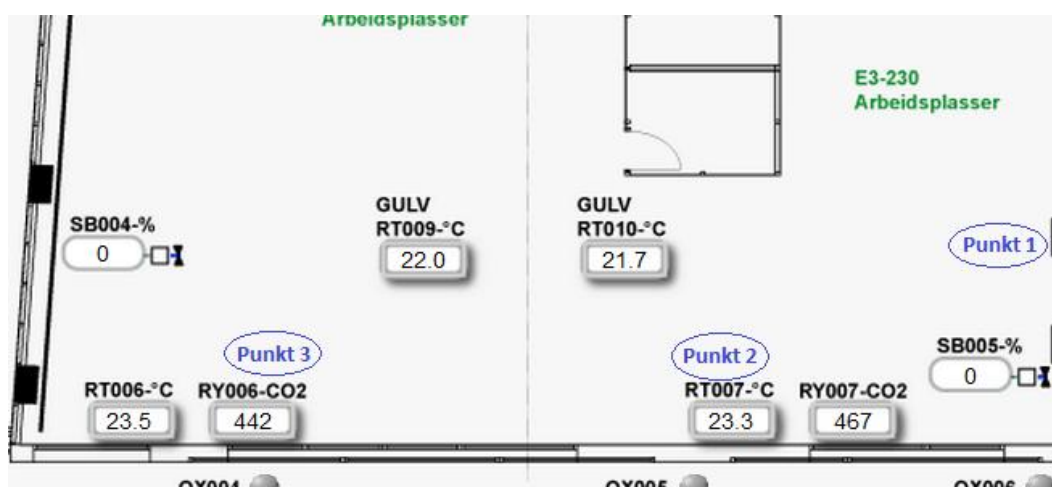 Arbeidsplasser
E3-230
Arbeidsplasser
GULV
RT009-°C
22.0
GULV
RT010-°C
21.7
SB004-%
0
Punkt 1
Punkt 3
Punkt 2
SB005-%
0
RT006-°C
23.5
RY006-CO2
442
RT007-°C
23.3
RY007-CO2
467